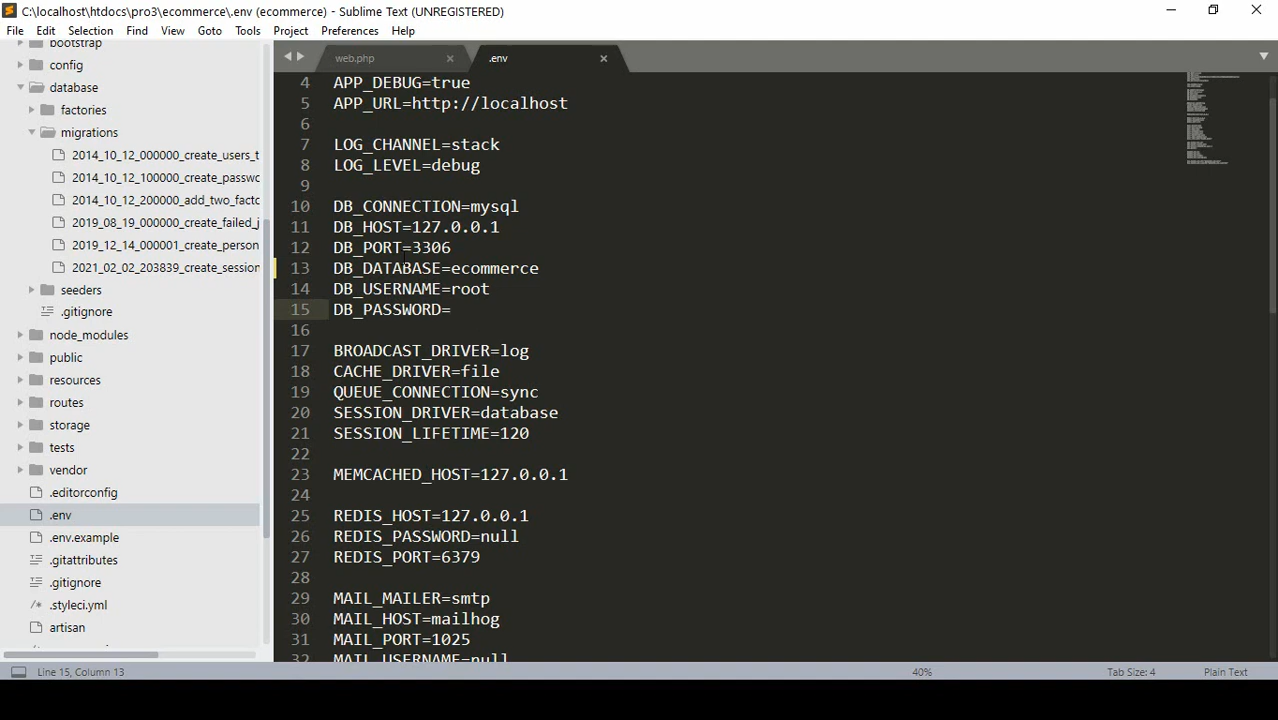 C:\localhost\htdocs\pro3\ecommerce\.env (ecommerce) - Sublime Text (UNREGISTERED)
File Edit Selection Find View Goto Tools Project Preferences Help
bootstrap
config
database
factories
migrations
2014_10_12_000000_create_users_t
2014_10_12_100000_create_passwo
2014_10_12_200000_add_two_facto
2019_08_19_000000_create_failed_j
2019_12_14_000001_create_person
2021_02_02_203839_create_session
seeders
.gitignore
node_modules
public
resources
routes
storage
tests
vendor
.editorconfig
.env
.env.example
.gitattributes
.gitignore
/* .styleci.yml
artisan
web.php
.env
4 APP_DEBUG=true
5 APP_URL=http://localhost
6
7 LOG_CHANNEL=stack
8 LOG_LEVEL=debug
9
10 DB_CONNECTION=mysql
11 DB_HOST=127.0.0.1
12 DB_PORT=3306
13 DB_DATABASE=ecommerce
14 DB_USERNAME=root
15 DB_PASSWORD=
16
17 BROADCAST_DRIVER=log
18 CACHE_DRIVER=file
19 QUEUE_CONNECTION=sync
20 SESSION_DRIVER=database
21 SESSION_LIFETIME=120
22
23 MEMCACHED_HOST=127.0.0.1
24
25 REDIS_HOST=127.0.0.1
26 REDIS_PASSWORD=null
27 REDIS_PORT=6379
28
29 MAIL_MAILER=smtp
30 MAIL_HOST=mailhog
31 MAIL_PORT=1025
32 MAIL_USERNAME=null
Line 15, Column 13
40%
Tab Size: 4
Plain Text